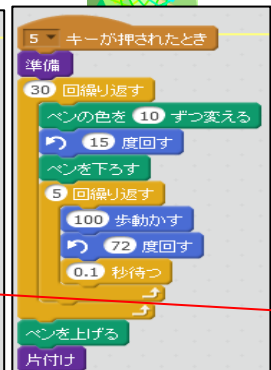 5 キーが押されたとき
準備
30 回繰り返す
ペンの色を 10 ずつ変える
15 度回す
ペンを下ろす
5 回繰り返す
100 歩動かす
72 度回す
0.1 秒待つ
ペンを上げる
片付け